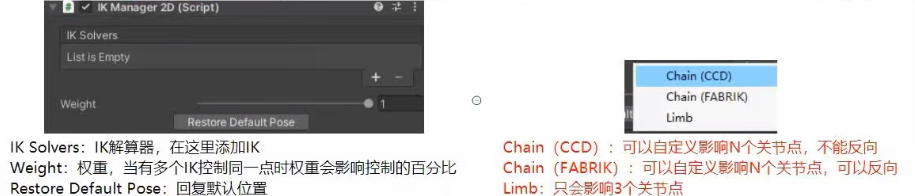 IK Manager 2D (Script)
IK Solvers
List is Empty
+ −
Weight 1
Restore Default Pose
IK Solvers：IK解算器，在这里添加IK
Weight：权重，当有多个IK控制同一点时权重会影响控制的百分比
Restore Default Pose：回复默认位置
Chain (CCD)
Chain (FABRIK)
Limb
Chain（CCD）：可以自定义影响N个关节点，不能反向
Chain（FABRIK）：可以自定义影响N个关节点，可以反向
Limb：只会影响3个关节点